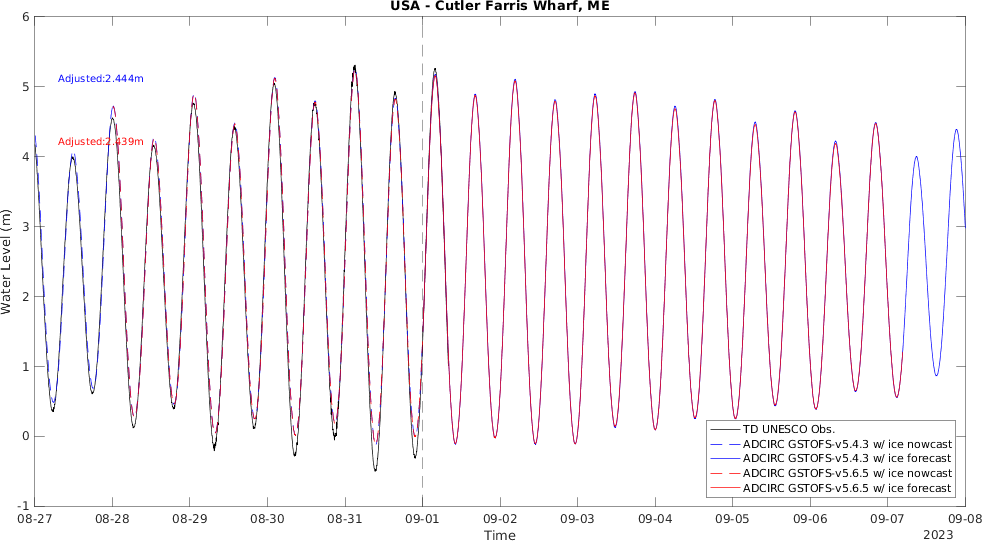 USA - Cutler Farris Wharf, ME
6
5
4
3
2
1
0
-1
Water Level (m)
Adjusted:2.444m
Adjusted:2.439m
TD UNESCO Obs.
ADCIRC GSTOFS-v5.4.3 w/ ice nowcast
ADCIRC GSTOFS-v5.4.3 w/ ice forecast
ADCIRC GSTOFS-v5.6.5 w/ ice nowcast
ADCIRC GSTOFS-v5.6.5 w/ ice forecast
08-27 08-28 08-29 08-30 08-31 09-01 09-02 09-03 09-04 09-05 09-06 09-07 09-08
Time
2023